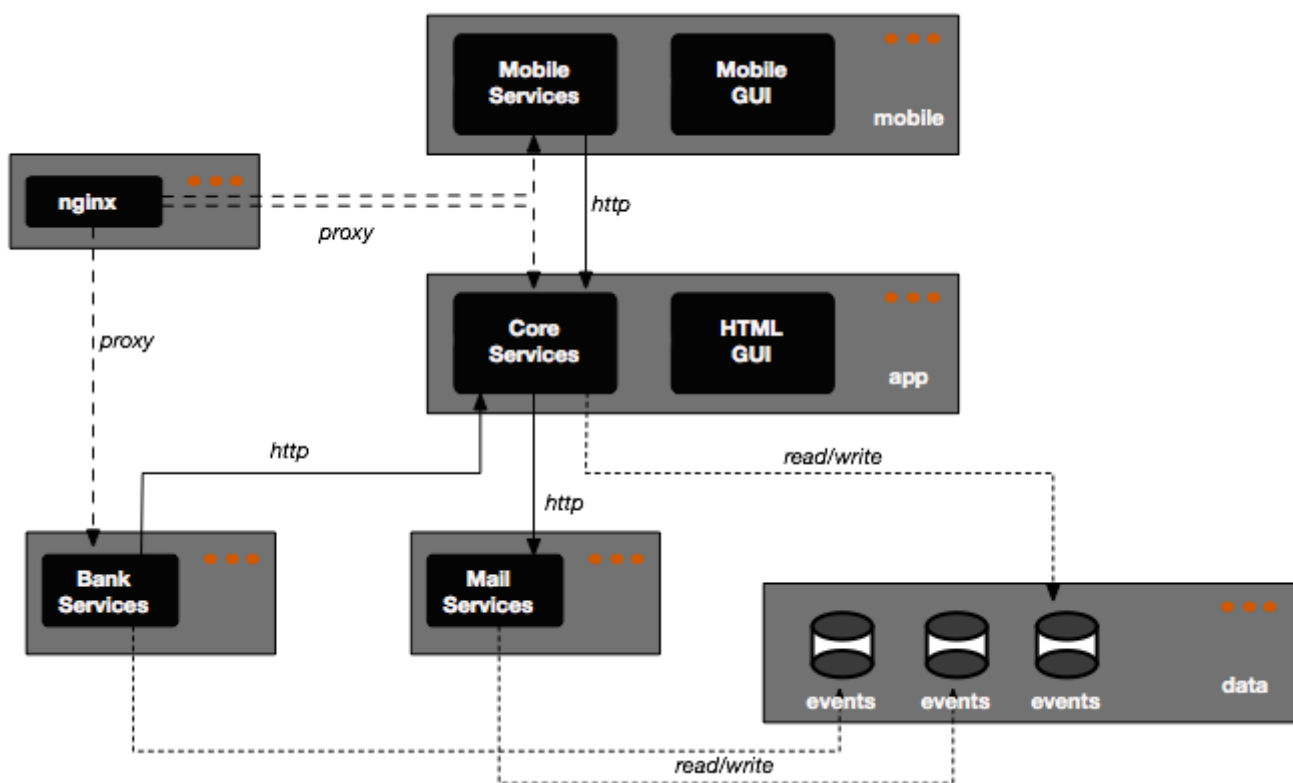 Mobile
Services
Mobile
GUI
mobile
nginx
http
proxy
proxy
Core
Services
HTML
GUI
app
http
read/write
http
Bank
Services
Mail
Services
data
events
events
events
read/write